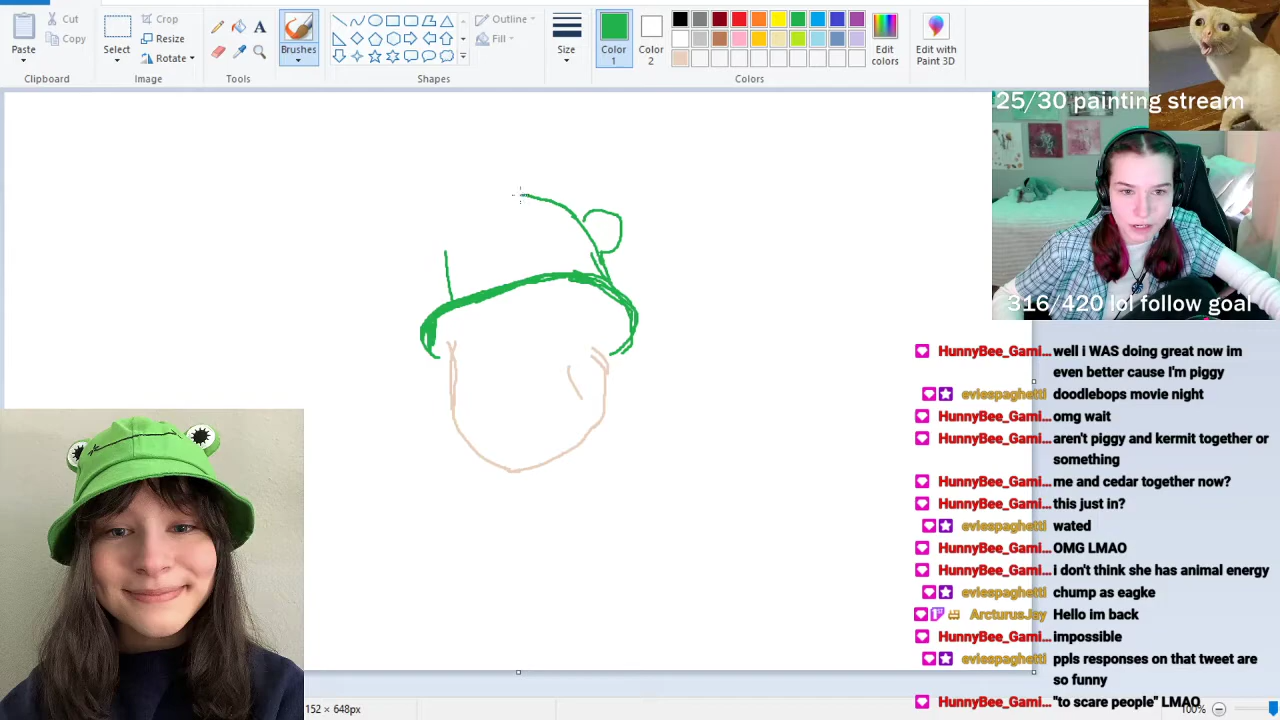 Paste
Cut
Copy
Clipboard
Select
Crop
Resize
Rotate
Image
Tools
Brushes
Shapes
Outline
Fill
Size
Color
1
Color
2
Colors
Edit
colors
Edit with
Paint 3D
25/30 painting stream
316/420 lol follow goal
HunnyBee_Gami... well i WAS doing great now im
even better cause I'm piggy
eviespaghetti doodlebops movie night
HunnyBee_Gami... omg wait
HunnyBee_Gami... aren't piggy and kermit together or
something
HunnyBee_Gami... me and cedar together now?
HunnyBee_Gami... this just in?
eviespaghetti wated
HunnyBee_Gami... OMG LMAO
HunnyBee_Gami... i don't think she has animal energy
eviespaghetti chump as eagke
ArcturusJay Hello im back
HunnyBee_Gami... impossible
eviespaghetti ppls responses on that tweet are
so funny
HunnyBee_Gami... "to scare people" LMAO
152 × 648px
100%